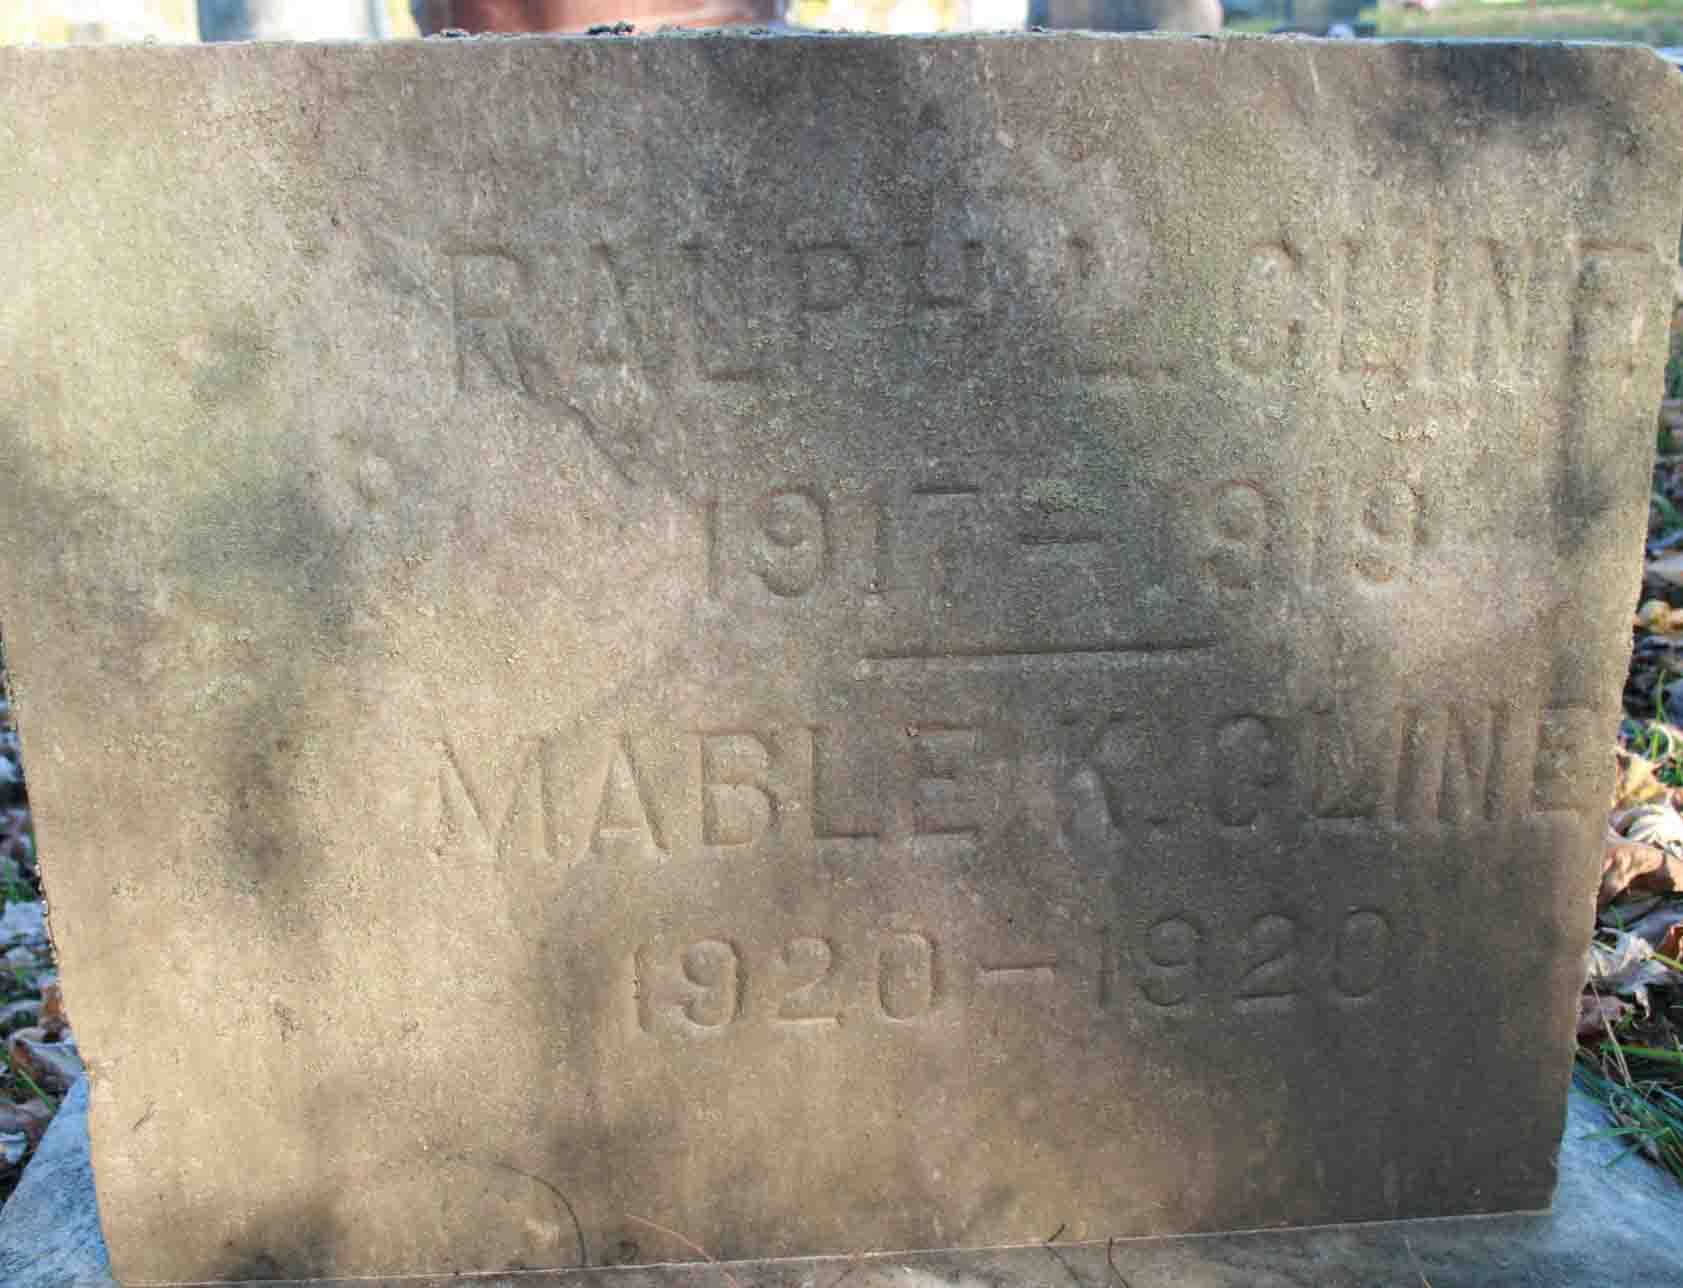 RALPH L. CLINE
1917 - 1919
MABLE K. CLINE
1920 - 1920